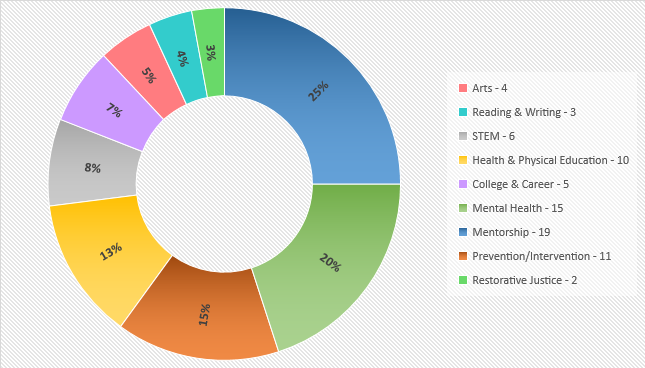 25%
20%
15%
13%
8%
7%
5%
4%
3%
Arts - 4
Reading & Writing - 3
STEM - 6
Health & Physical Education - 10
College & Career - 5
Mental Health - 15
Mentorship - 19
Prevention/Intervention - 11
Restorative Justice - 2